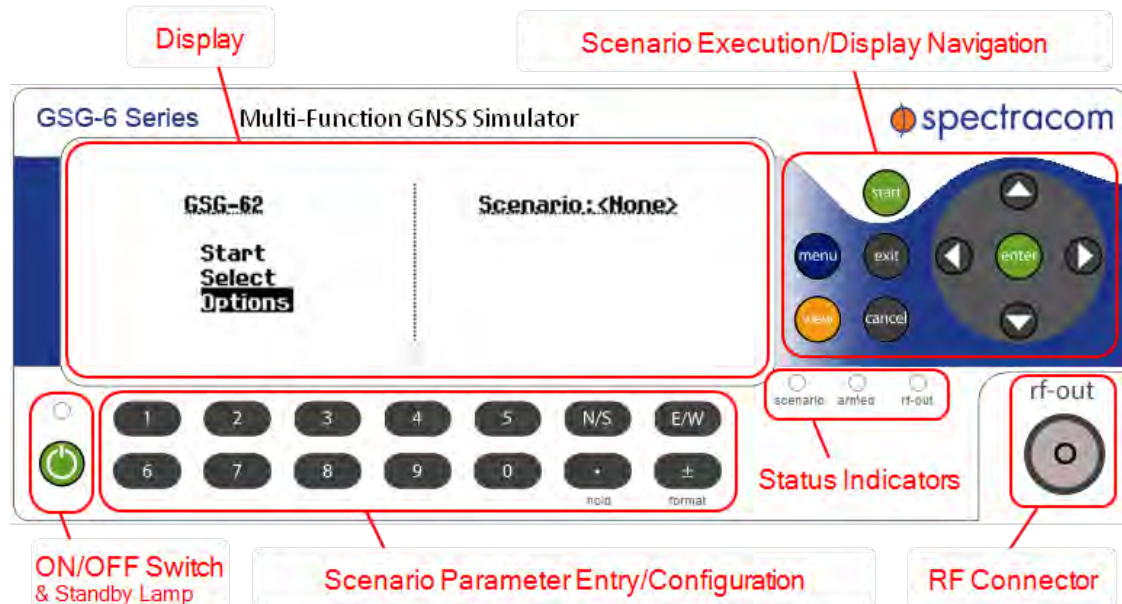 Display
Scenario Execution/Display Navigation
GSG-6 Series Multi-Function GNSS Simulator
spectracom
GSG-62
Scenario:<None>
Start
Select
Options
start
menu
exit
enter
view
cancel
scenario armed rf-out
rf-out
1 2 3 4 5 N/S E/W
6 7 8 9 0 • ±
hold format
Status Indicators
ON/OFF Switch
& Standby Lamp
Scenario Parameter Entry/Configuration
RF Connector